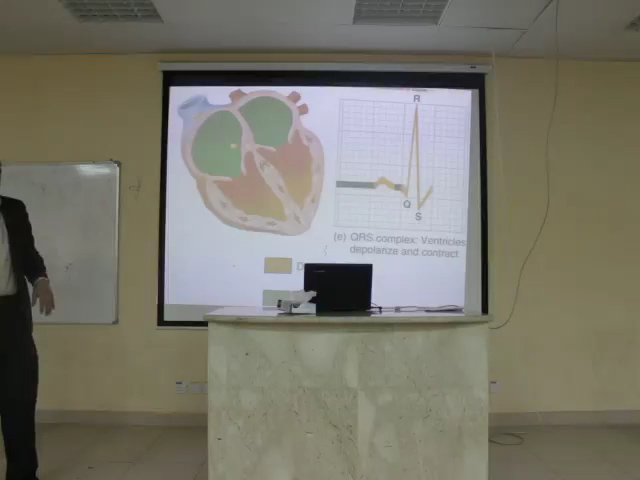 R
Q
S
(e) QRS complex: Ventricles
depolarize and contract
D